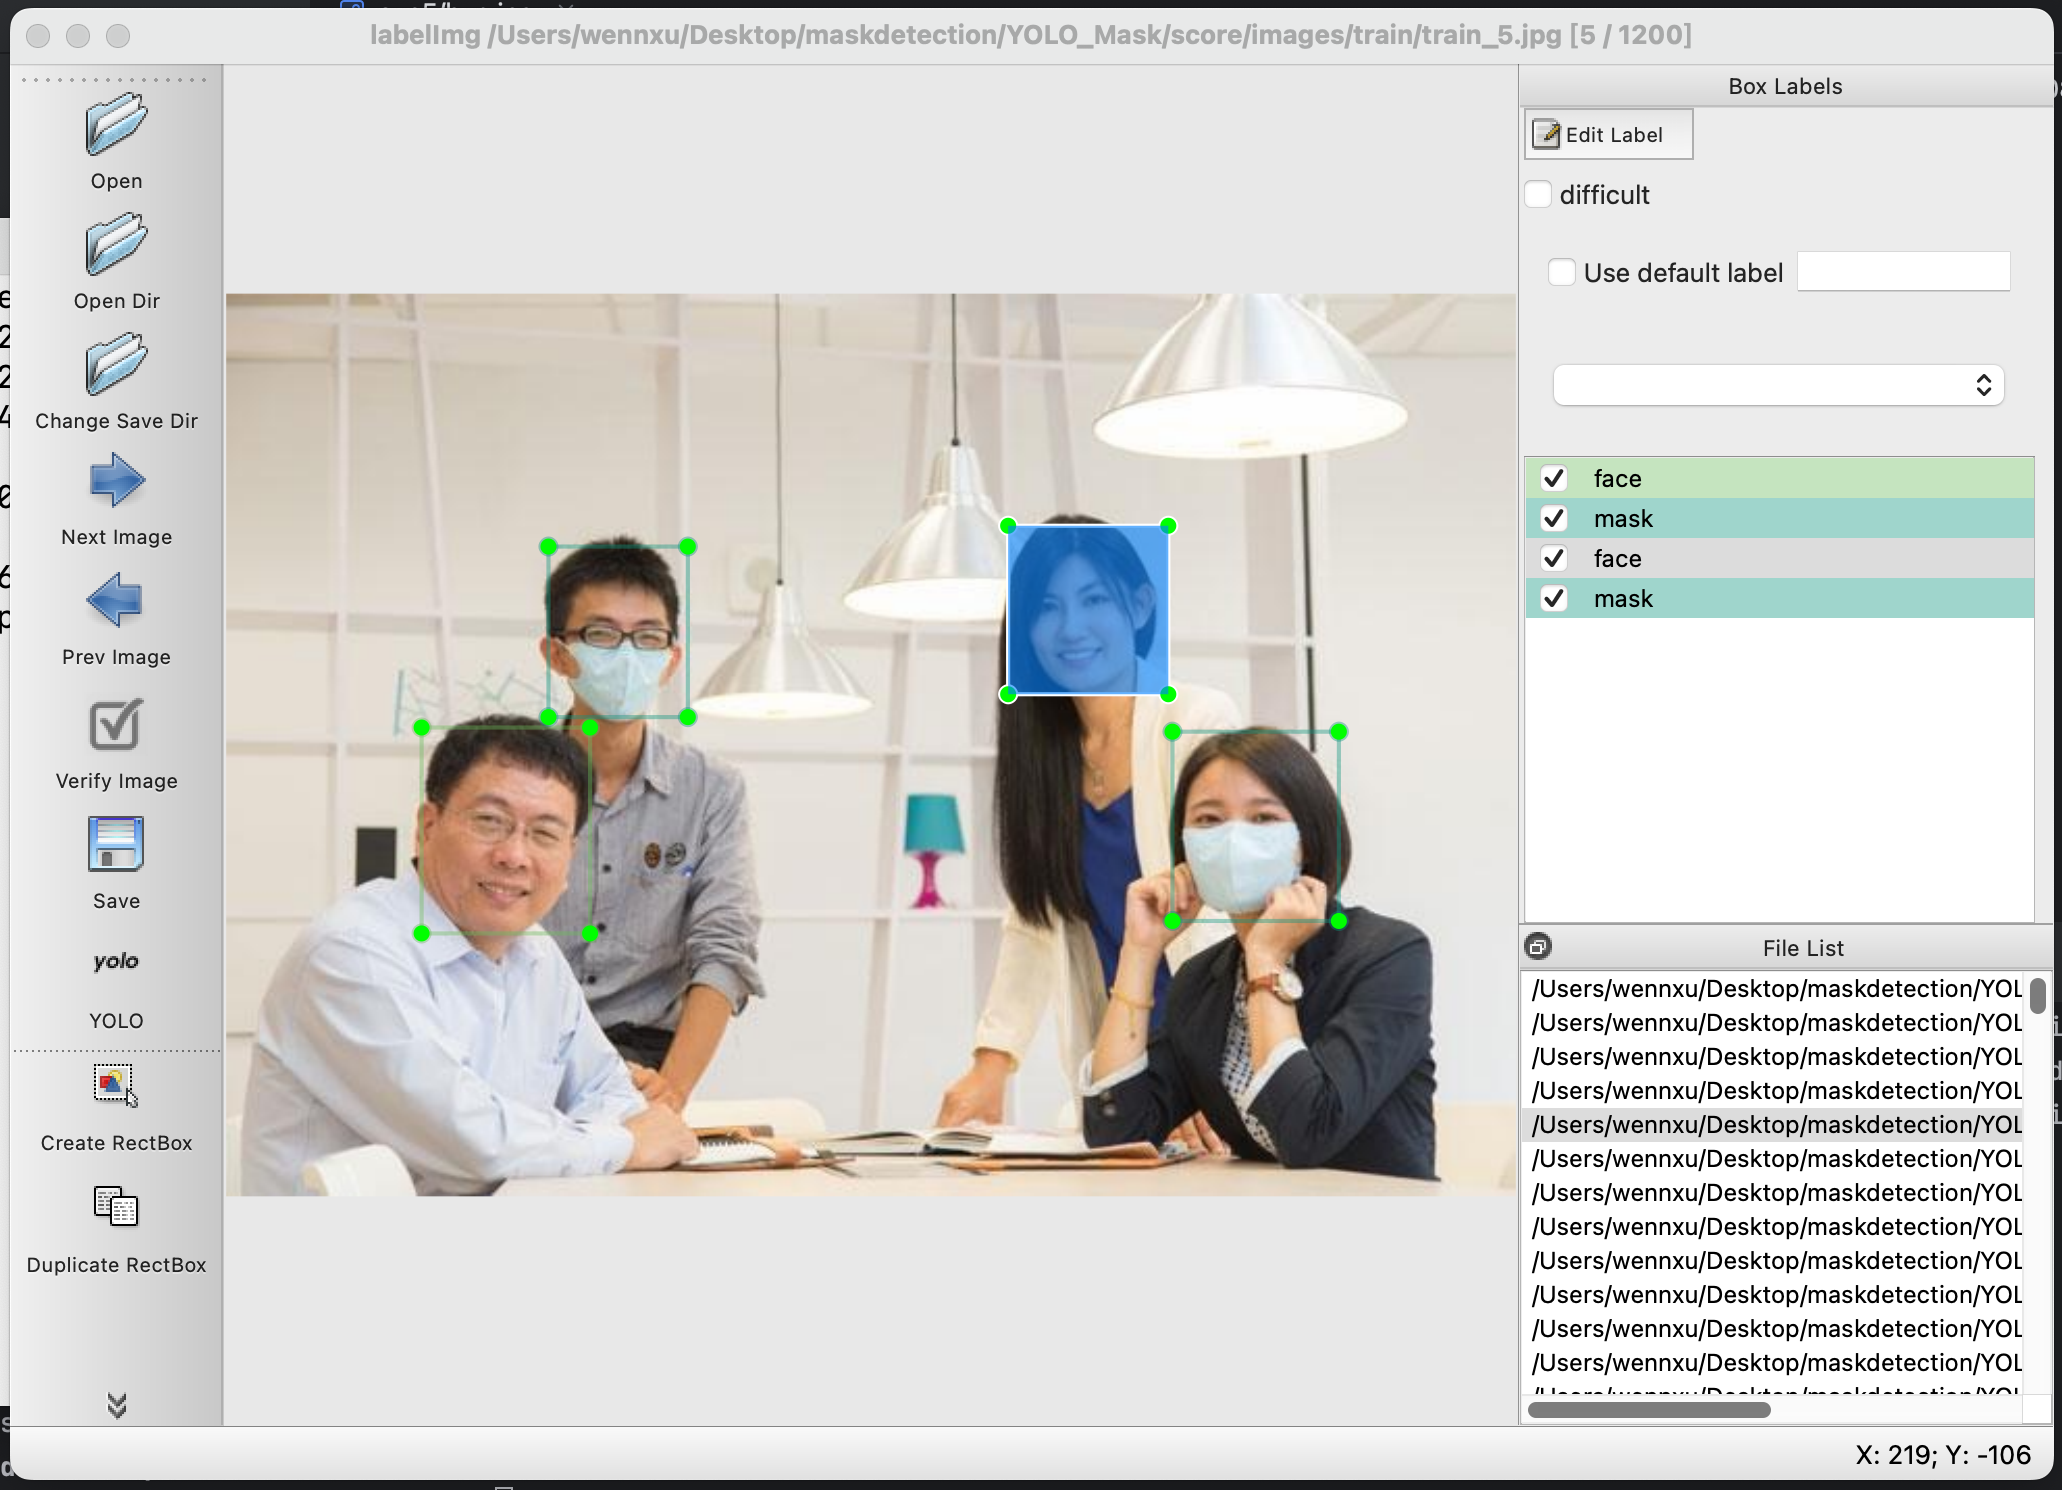 labelImg /Users/wennxu/Desktop/maskdetection/YOLO_Mask/score/images/train/train_5.jpg [5 / 1200]
Open
Open Dir
Change Save Dir
Next Image
Prev Image
Verify Image
Save
yolo
YOLO
Create RectBox
Duplicate RectBox
Box Labels
Edit Label
difficult
Use default label
face
mask
face
mask
File List
/Users/wennxu/Desktop/maskdetection/YOL
/Users/wennxu/Desktop/maskdetection/YOL
/Users/wennxu/Desktop/maskdetection/YOL
/Users/wennxu/Desktop/maskdetection/YOL
/Users/wennxu/Desktop/maskdetection/YOL
/Users/wennxu/Desktop/maskdetection/YOL
/Users/wennxu/Desktop/maskdetection/YOL
/Users/wennxu/Desktop/maskdetection/YOL
/Users/wennxu/Desktop/maskdetection/YOL
/Users/wennxu/Desktop/maskdetection/YOL
/Users/wennxu/Desktop/maskdetection/YOL
/Users/wennxu/Desktop/maskdetection/YOL
X: 219; Y: -106